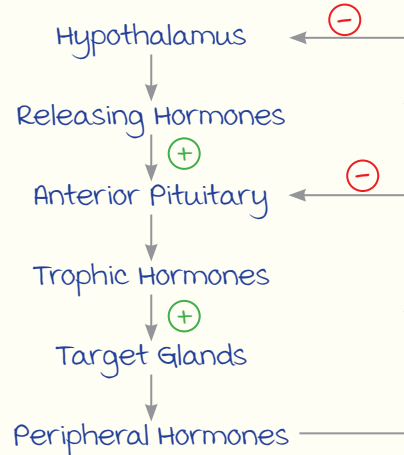 Hypothalamus
−
Releasing Hormones
+
Anterior Pituitary
−
Trophic Hormones
+
Target Glands
Peripheral Hormones